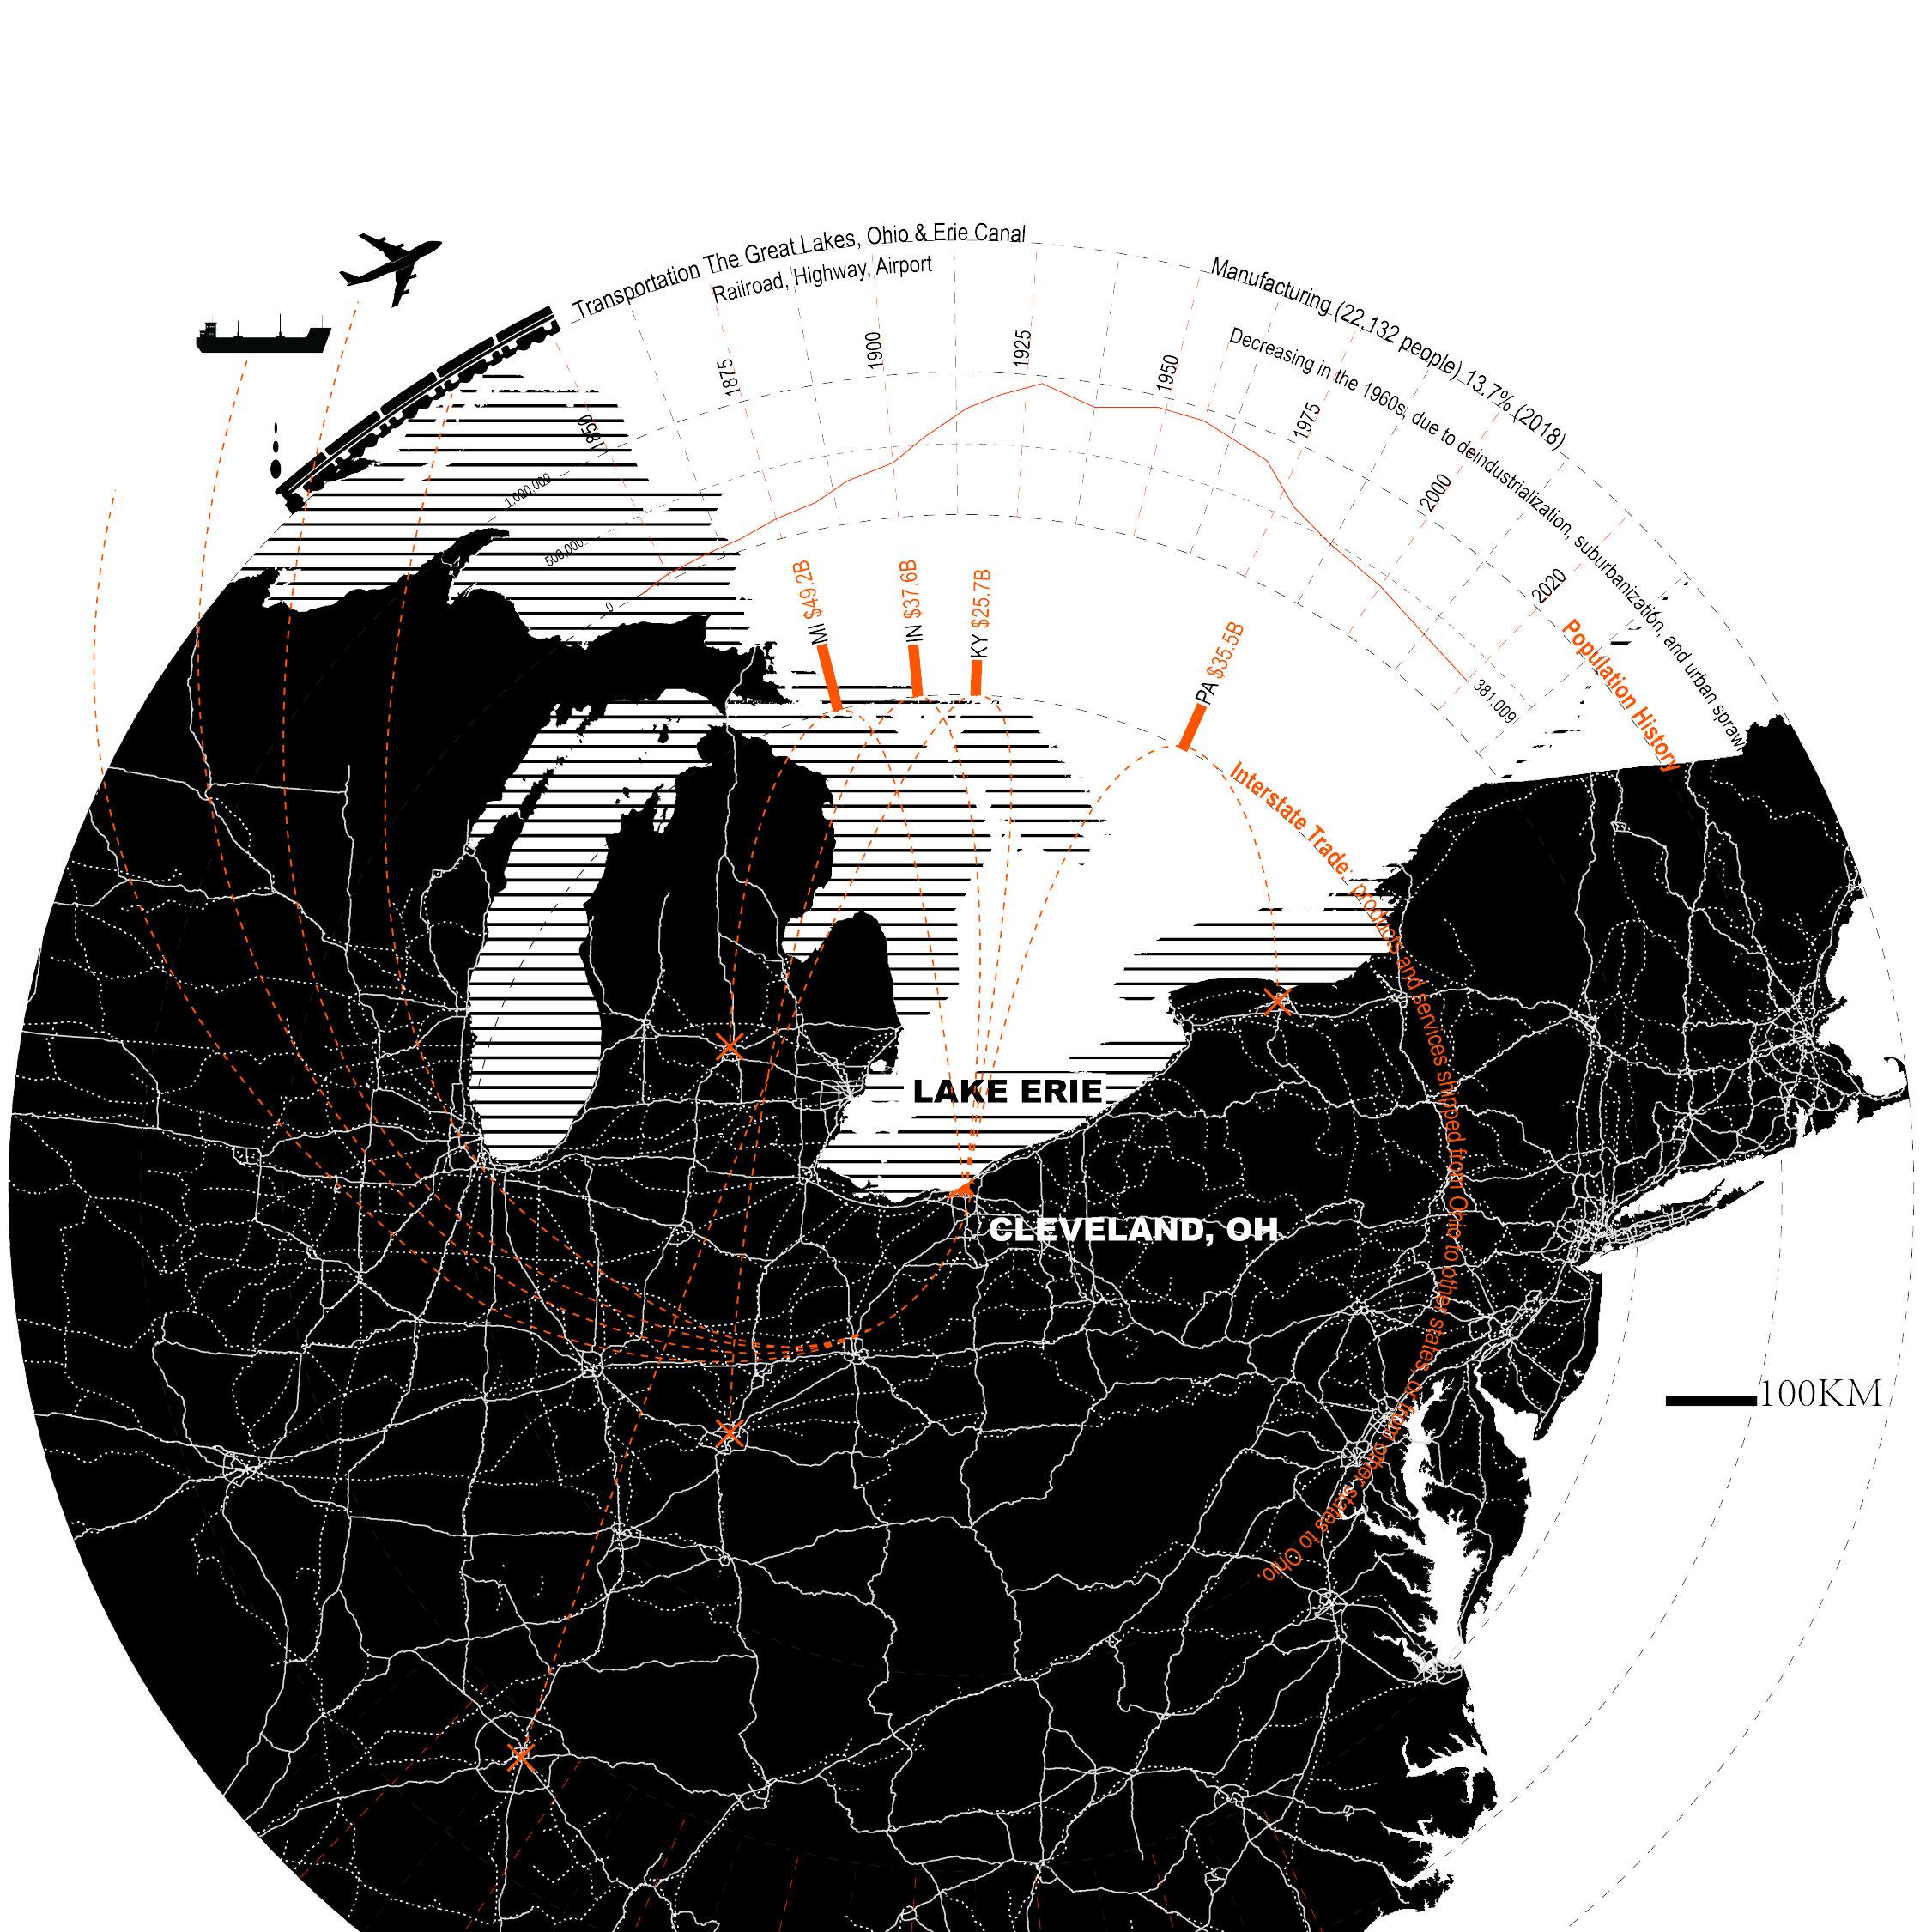 Transportation The Great Lakes, Ohio & Erie Canal
Railroad, Highway, Airport
Manufacturing (22,132 people) 13.7% (2018)
Decreasing in the 1960s, due to deindustrialization, suburbanization, and urban sprawl
1850
1875
1900
1925
1950
1975
2000
2020
1,000,000
500,000
0
381,009
Population History
MI $49.2B
IN $37.6B
KY $25.7B
PA $35.5B
Interstate Trade: products and services shipped from Ohio to other states, or from other states to Ohio.
LAKE ERIE
CLEVELAND, OH
100KM